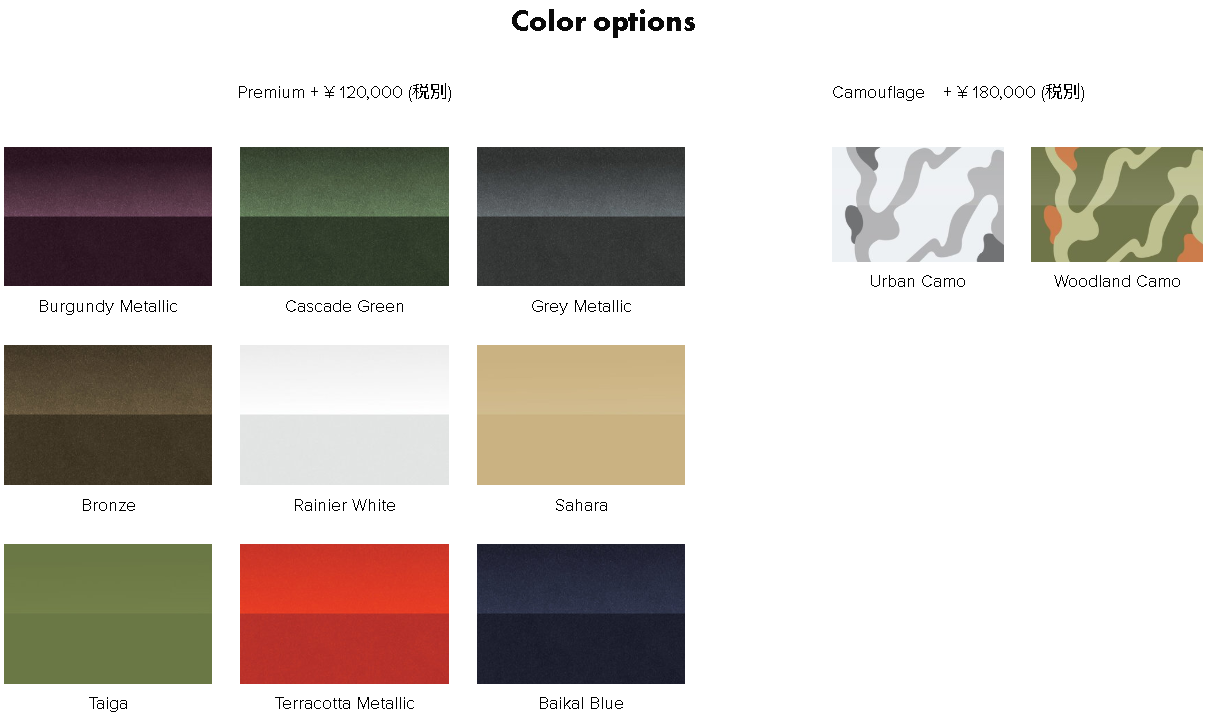 Color options
Premium + ¥ 120,000 (税別)
Camouflage + ¥ 180,000 (税別)
Burgundy Metallic
Cascade Green
Grey Metallic
Urban Camo
Woodland Camo
Bronze
Rainier White
Sahara
Taiga
Terracotta Metallic
Baikal Blue